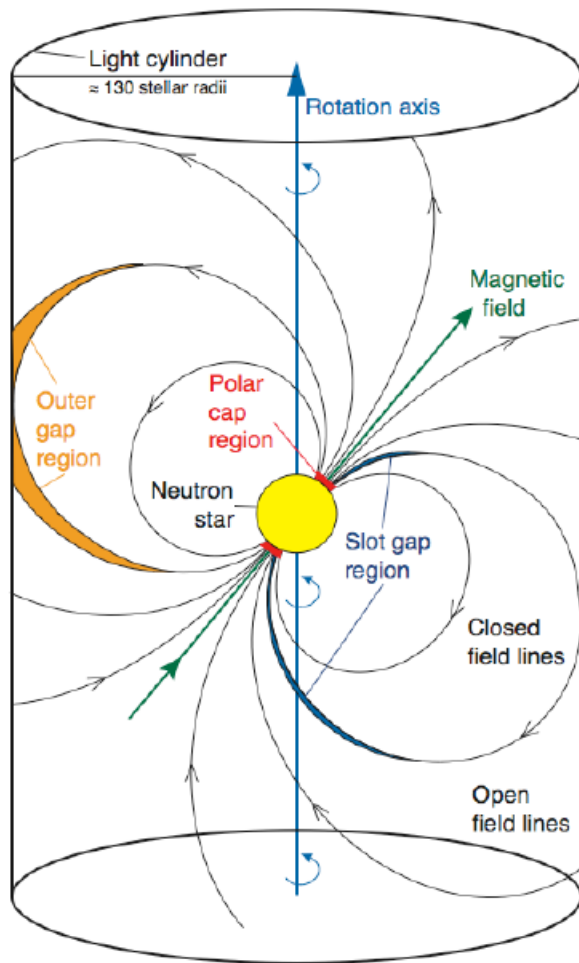 Light cylinder
≈ 130 stellar radii
Rotation axis
Magnetic
field
Polar
cap
region
Outer
gap
region
Neutron
star
Slot gap
region
Closed
field lines
Open
field lines